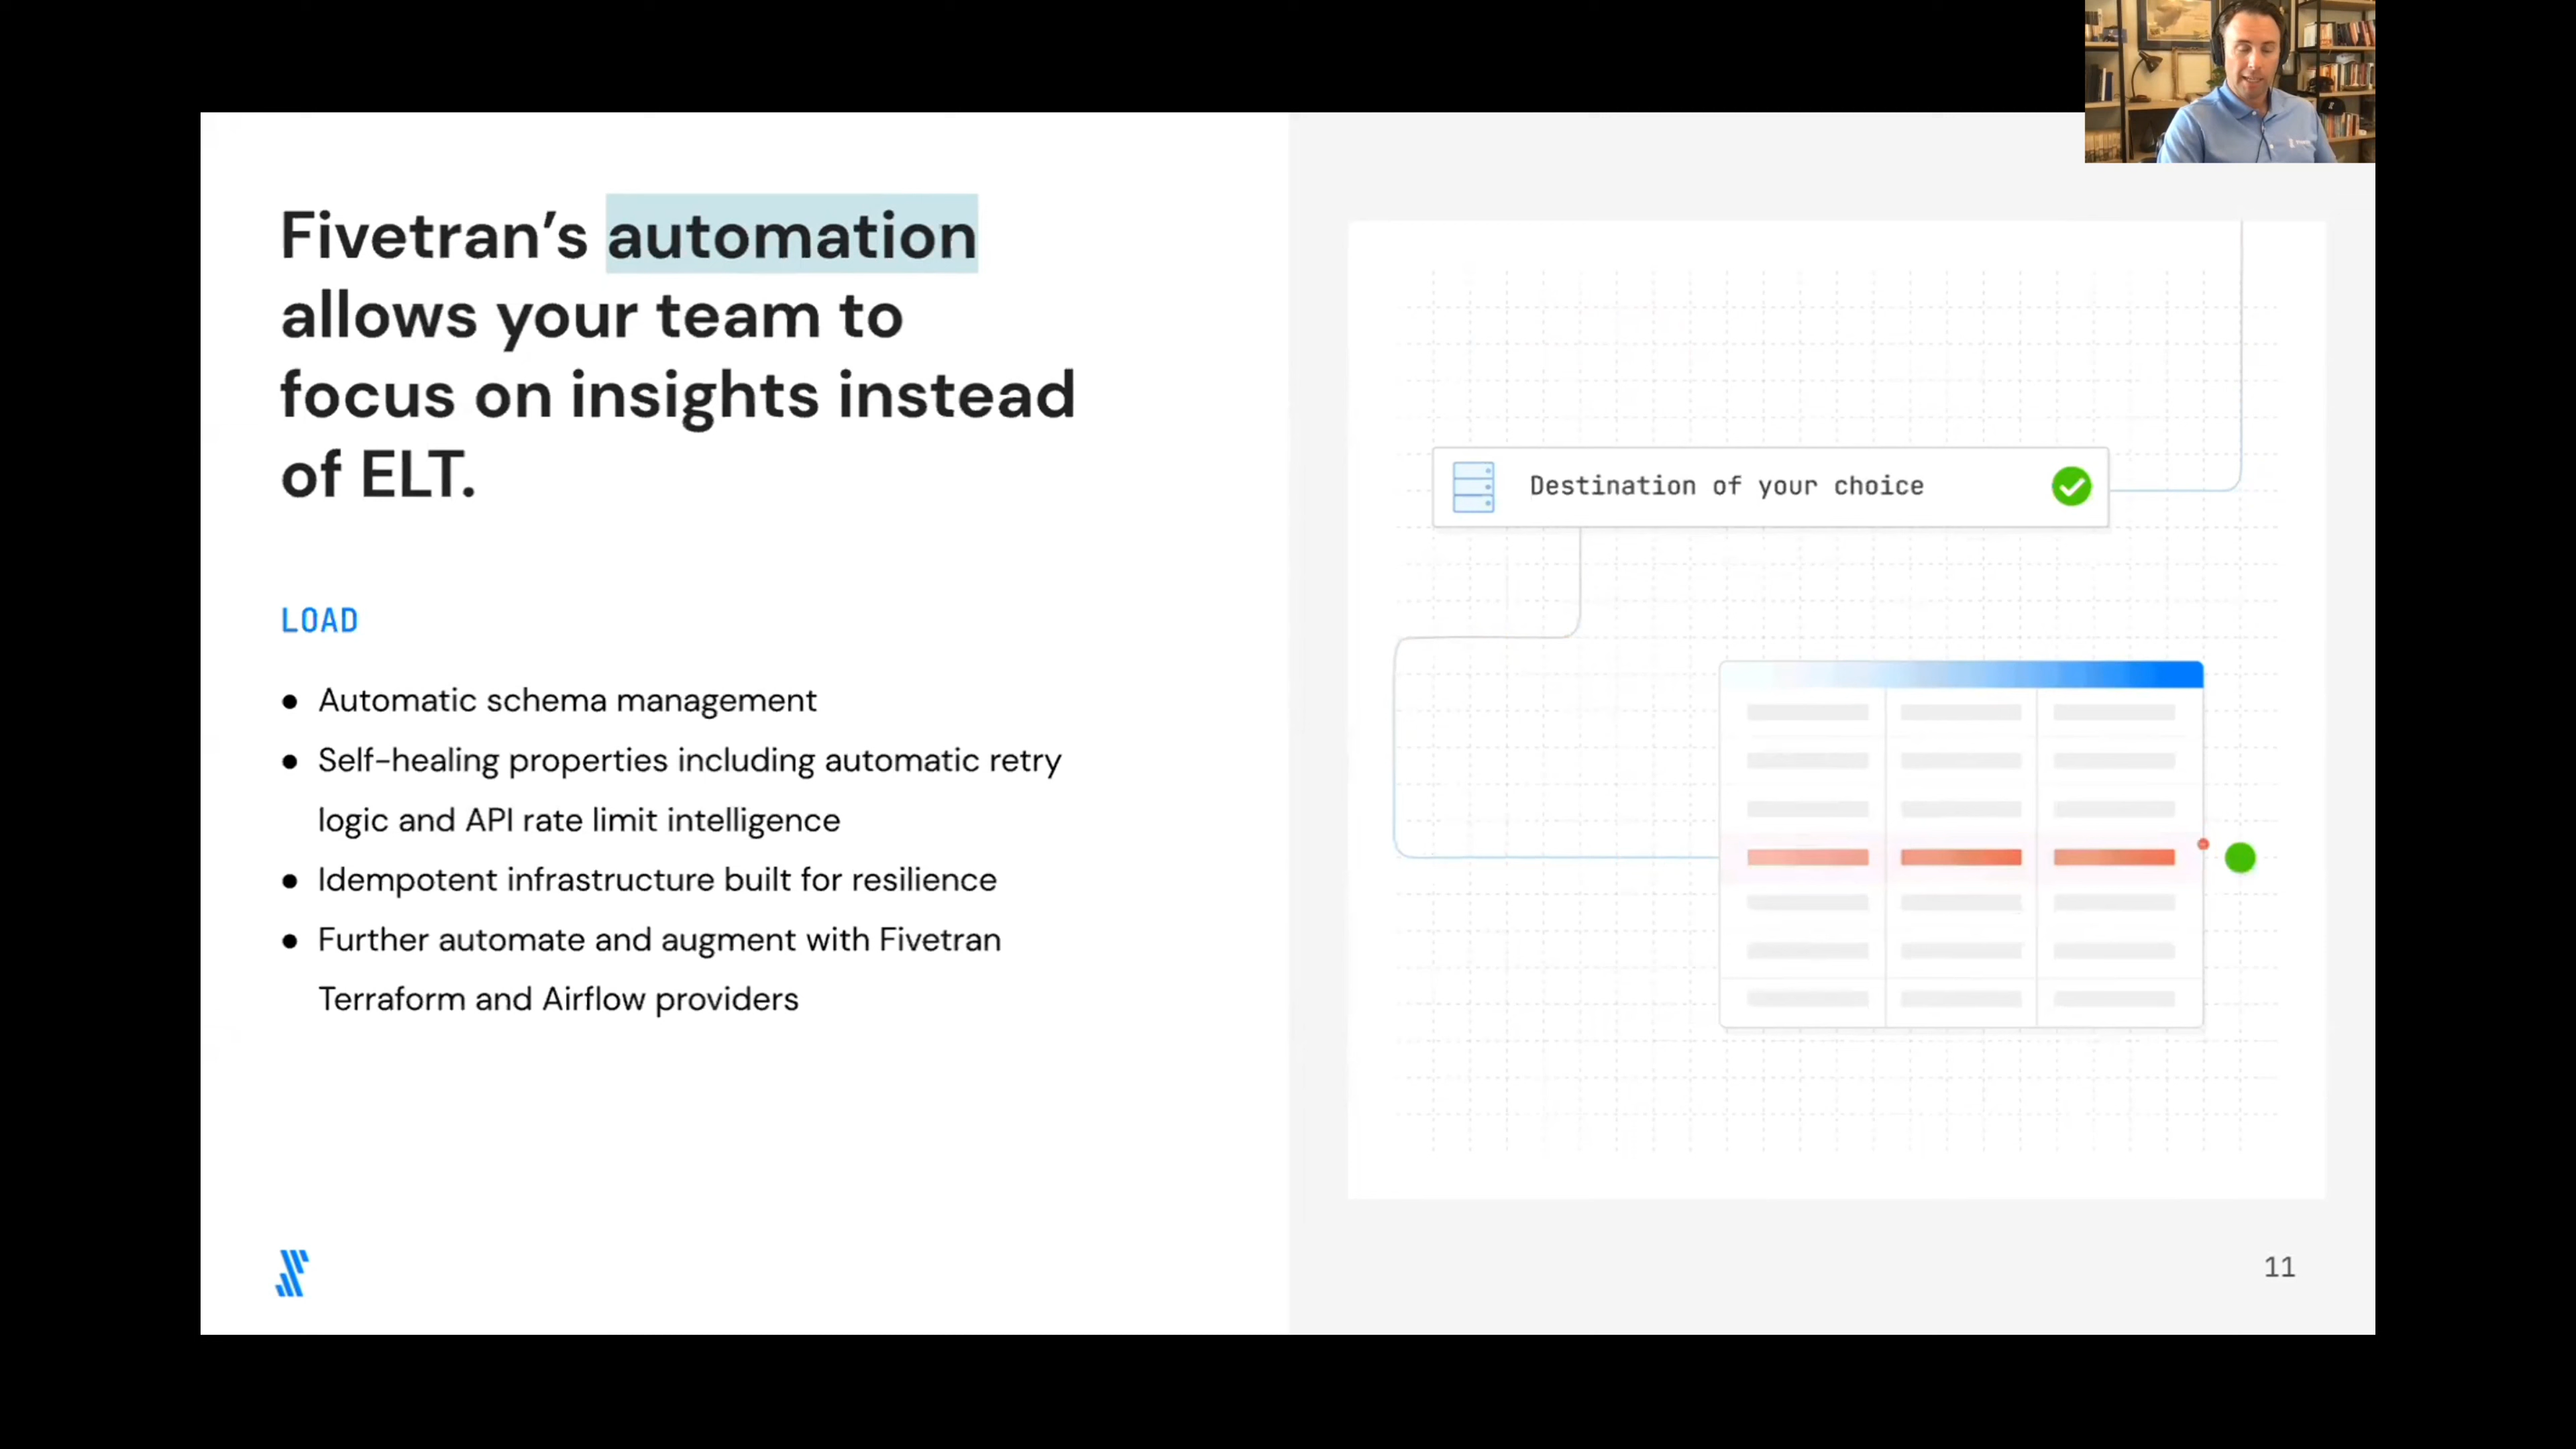 Fivetran’s automation
allows your team to
focus on insights instead
of ELT.
LOAD
● Automatic schema management
● Self-healing properties including automatic retry
logic and API rate limit intelligence
● Idempotent infrastructure built for resilience
● Further automate and augment with Fivetran
Terraform and Airflow providers
Destination of your choice
11